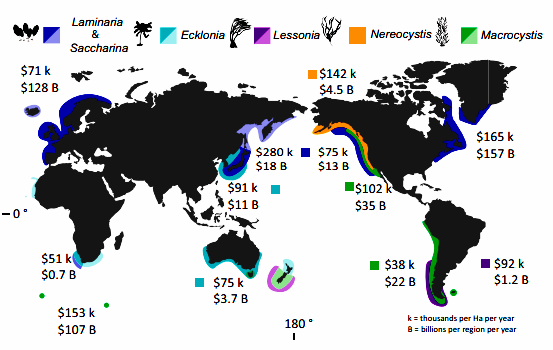 Laminaria
&
Saccharina
Ecklonia
Lessonia
Nereocystis
Macrocystis
$71 k
$128 B
$142 k
$4.5 B
$165 k
$157 B
$280 k
$18 B
$75 k
$13 B
$91 k
$11 B
$102 k
$35 B
0°
$51 k
$0.7 B
$75 k
$3.7 B
$38 k
$22 B
$92 k
$1.2 B
$153 k
$107 B
180°
k = thousands per Ha per year
B = billions per region per year